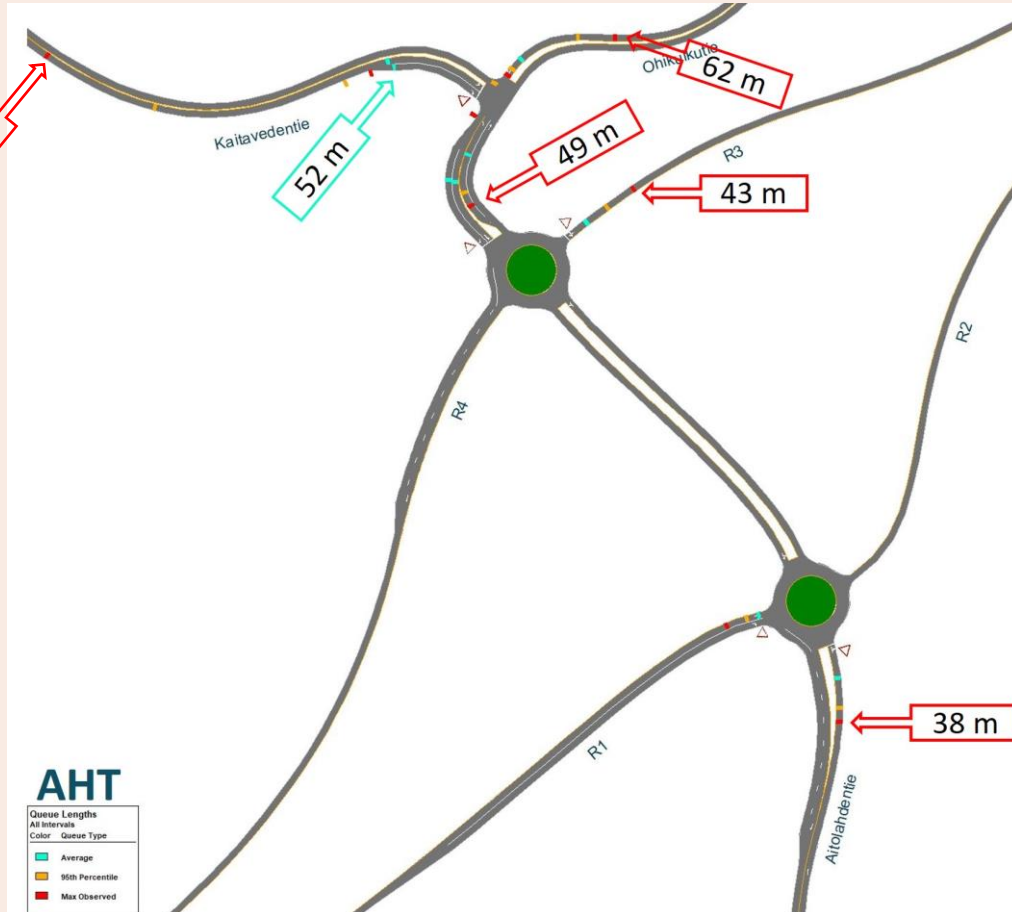 Ohikulkutie
62 m
Kaitavedentie
52 m
49 m
R3
43 m
R2
R4
R1
38 m
Aitolahdentie
AHT
Queue Lengths
All Intervals
Color Queue Type
Average
95th Percentile
Max Observed